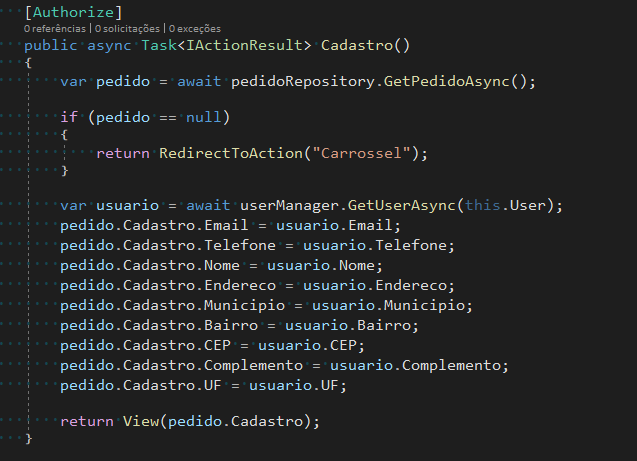 [Authorize]
0 referências | 0 solicitações | 0 exceções
public async Task<IActionResult> Cadastro()
{
var pedido = await pedidoRepository.GetPedidoAsync();
if (pedido == null)
{
return RedirectToAction("Carrossel");
}
var usuario = await userManager.GetUserAsync(this.User);
pedido.Cadastro.Email = usuario.Email;
pedido.Cadastro.Telefone = usuario.Telefone;
pedido.Cadastro.Nome = usuario.Nome;
pedido.Cadastro.Endereco = usuario.Endereco;
pedido.Cadastro.Municipio = usuario.Municipio;
pedido.Cadastro.Bairro = usuario.Bairro;
pedido.Cadastro.CEP = usuario.CEP;
pedido.Cadastro.Complemento = usuario.Complemento;
pedido.Cadastro.UF = usuario.UF;
return View(pedido.Cadastro);
}